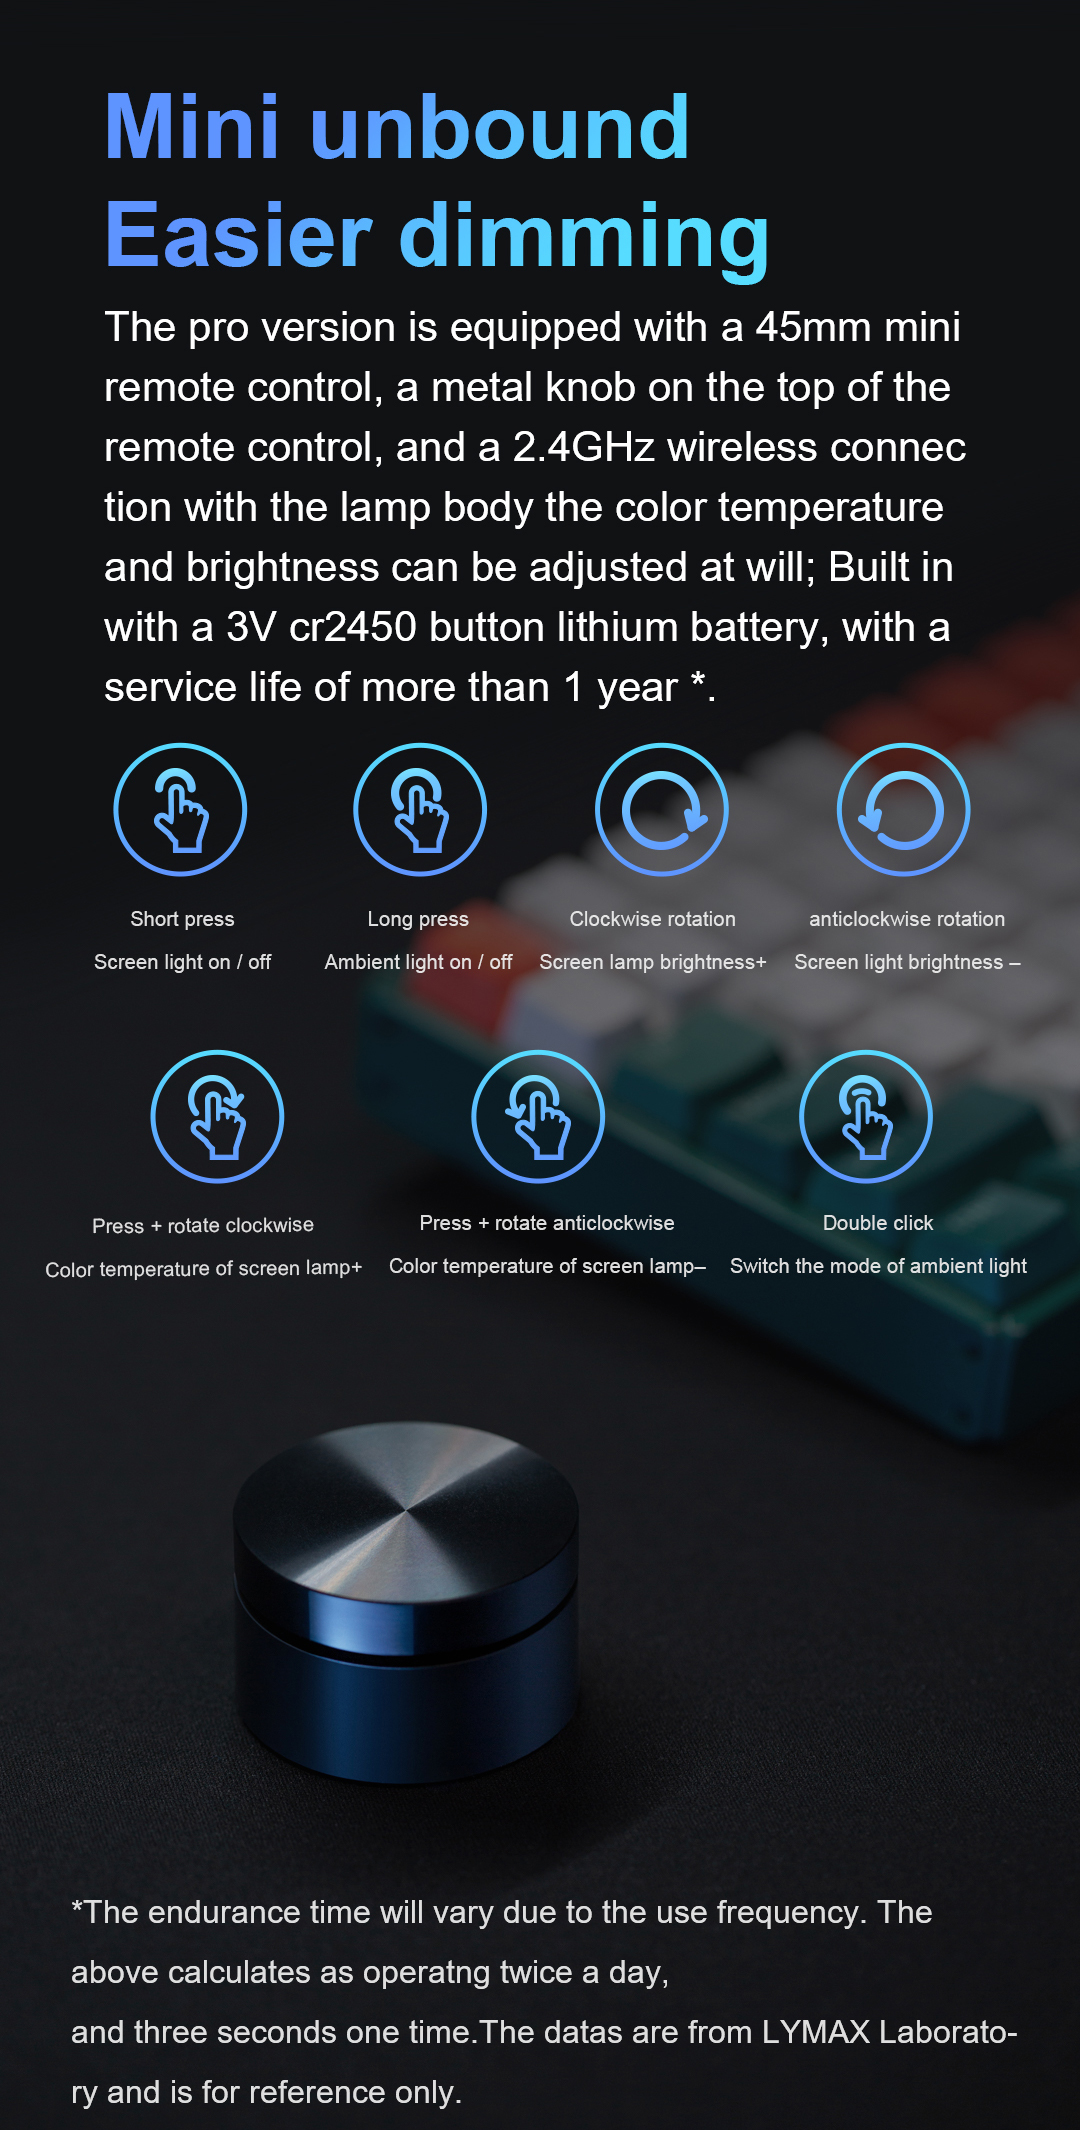 Mini unbound
Easier dimming
The pro version is equipped with a 45mm mini
remote control, a metal knob on the top of the
remote control, and a 2.4GHz wireless connec
tion with the lamp body the color temperature
and brightness can be adjusted at will; Built in
with a 3V cr2450 button lithium battery, with a
service life of more than 1 year *.
Short press
Screen light on / off
Long press
Ambient light on / off
Clockwise rotation
Screen lamp brightness+
anticlockwise rotation
Screen light brightness –
Press + rotate clockwise
Color temperature of screen lamp+
Press + rotate anticlockwise
Color temperature of screen lamp–
Double click
Switch the mode of ambient light
*The endurance time will vary due to the use frequency. The
above calculates as operatng twice a day,
and three seconds one time.The datas are from LYMAX Laborato-
ry and is for reference only.